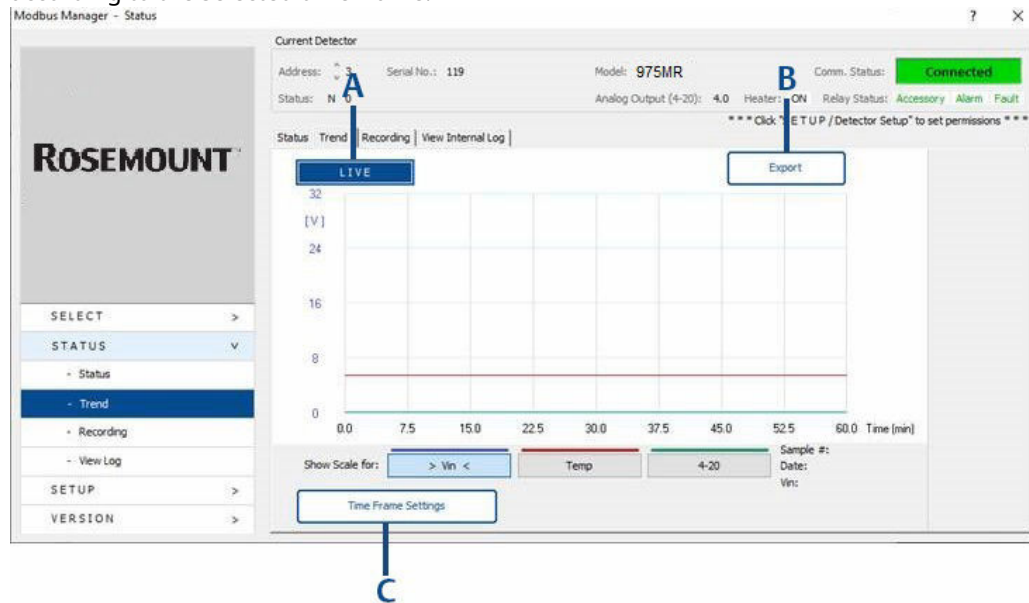 Modbus Manager - Status ? ×
Current Detector
Address: 3 Serial No.: 119 Model: 975MR Comm. Status: Connected
Status: N 0 Analog Output (4-20): 4.0 Heater: ON Relay Status: Accessory Alarm Fault
A
B
* * * Click "SETUP / Detector Setup" to set permissions * * *
Status Trend Recording View Internal Log
ROSEMOUNT
LIVE
Export
32
[V]
24
16
8
0
0.0 7.5 15.0 22.5 30.0 37.5 45.0 52.5 60.0 Time (min)
SELECT >
STATUS v
- Status
- Trend
- Recording
- View Log
SETUP >
VERSION >
Show Scale for: > Vin < Temp 4-20
Sample #:
Date:
Vin:
Time Frame Settings
C